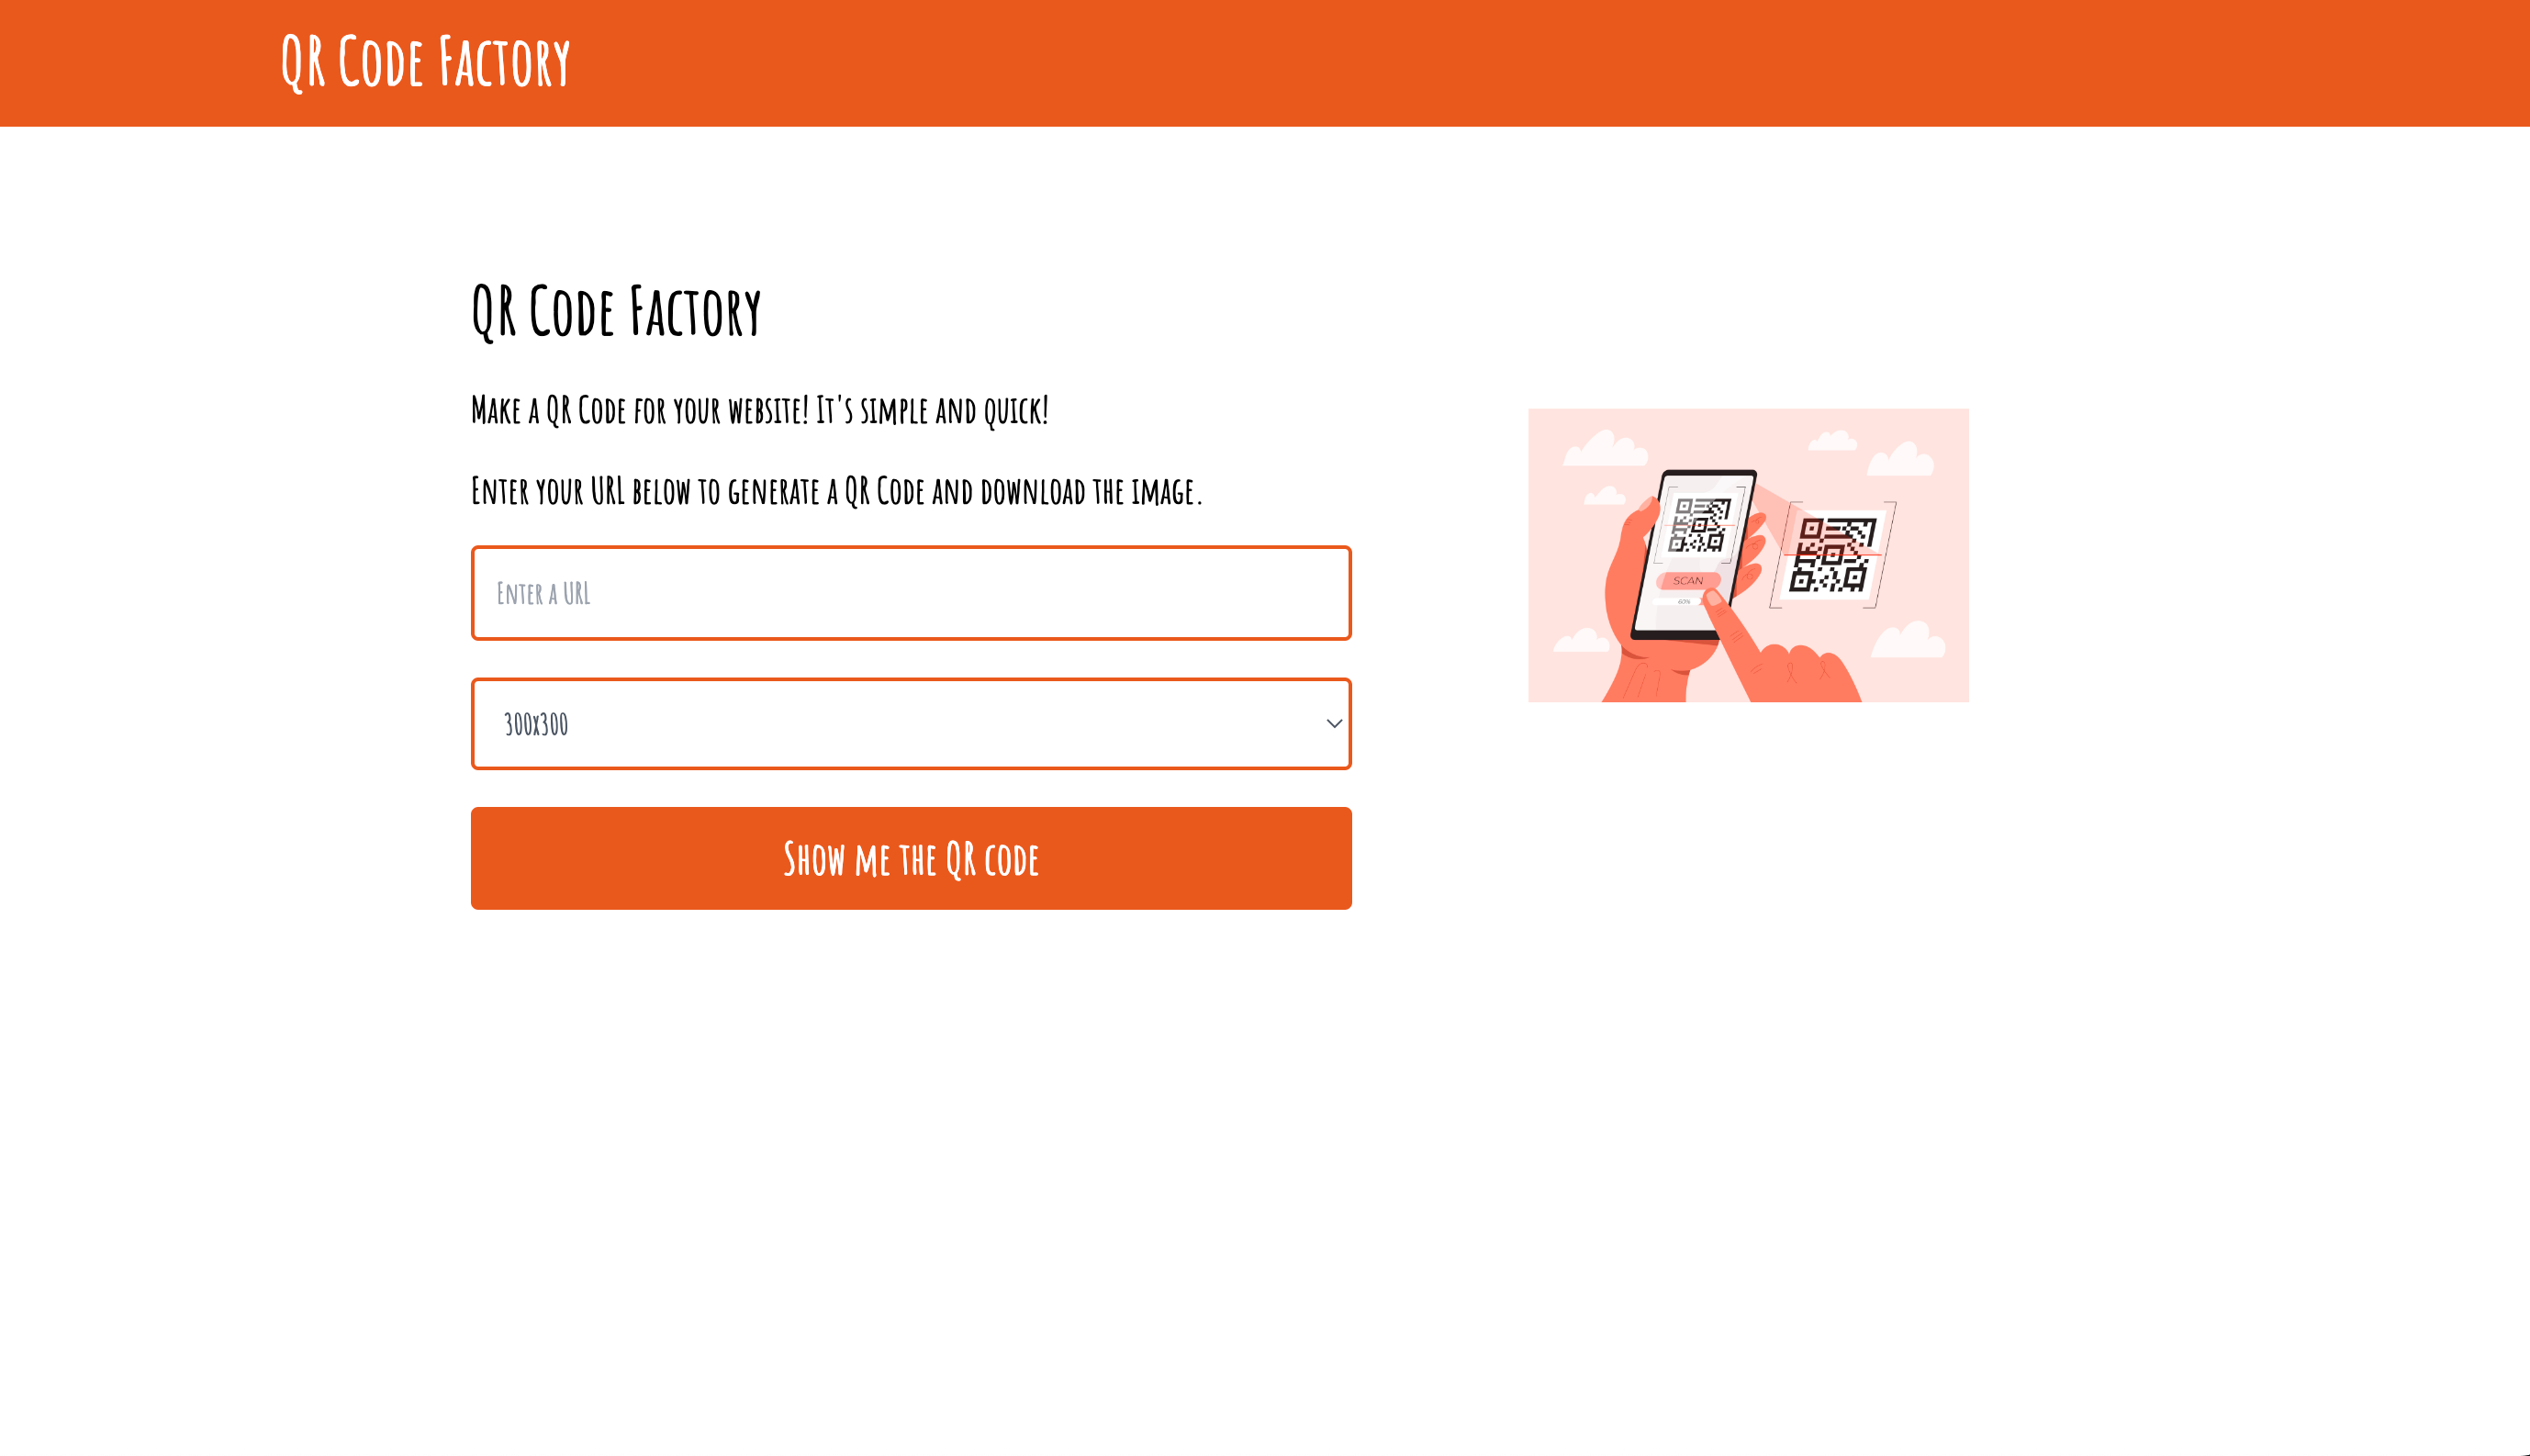 QR Code Factory
QR Code Factory
Make a QR Code for your website! It's simple and quick!
Enter your URL below to generate a QR Code and download the image.
Enter a URL
300x300
Show me the QR code
SCAN
60%